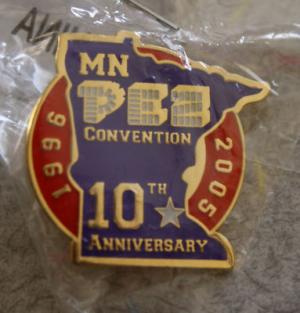 MN
PEZ
CONVENTION
1996
2005
10TH
ANNIVERSARY